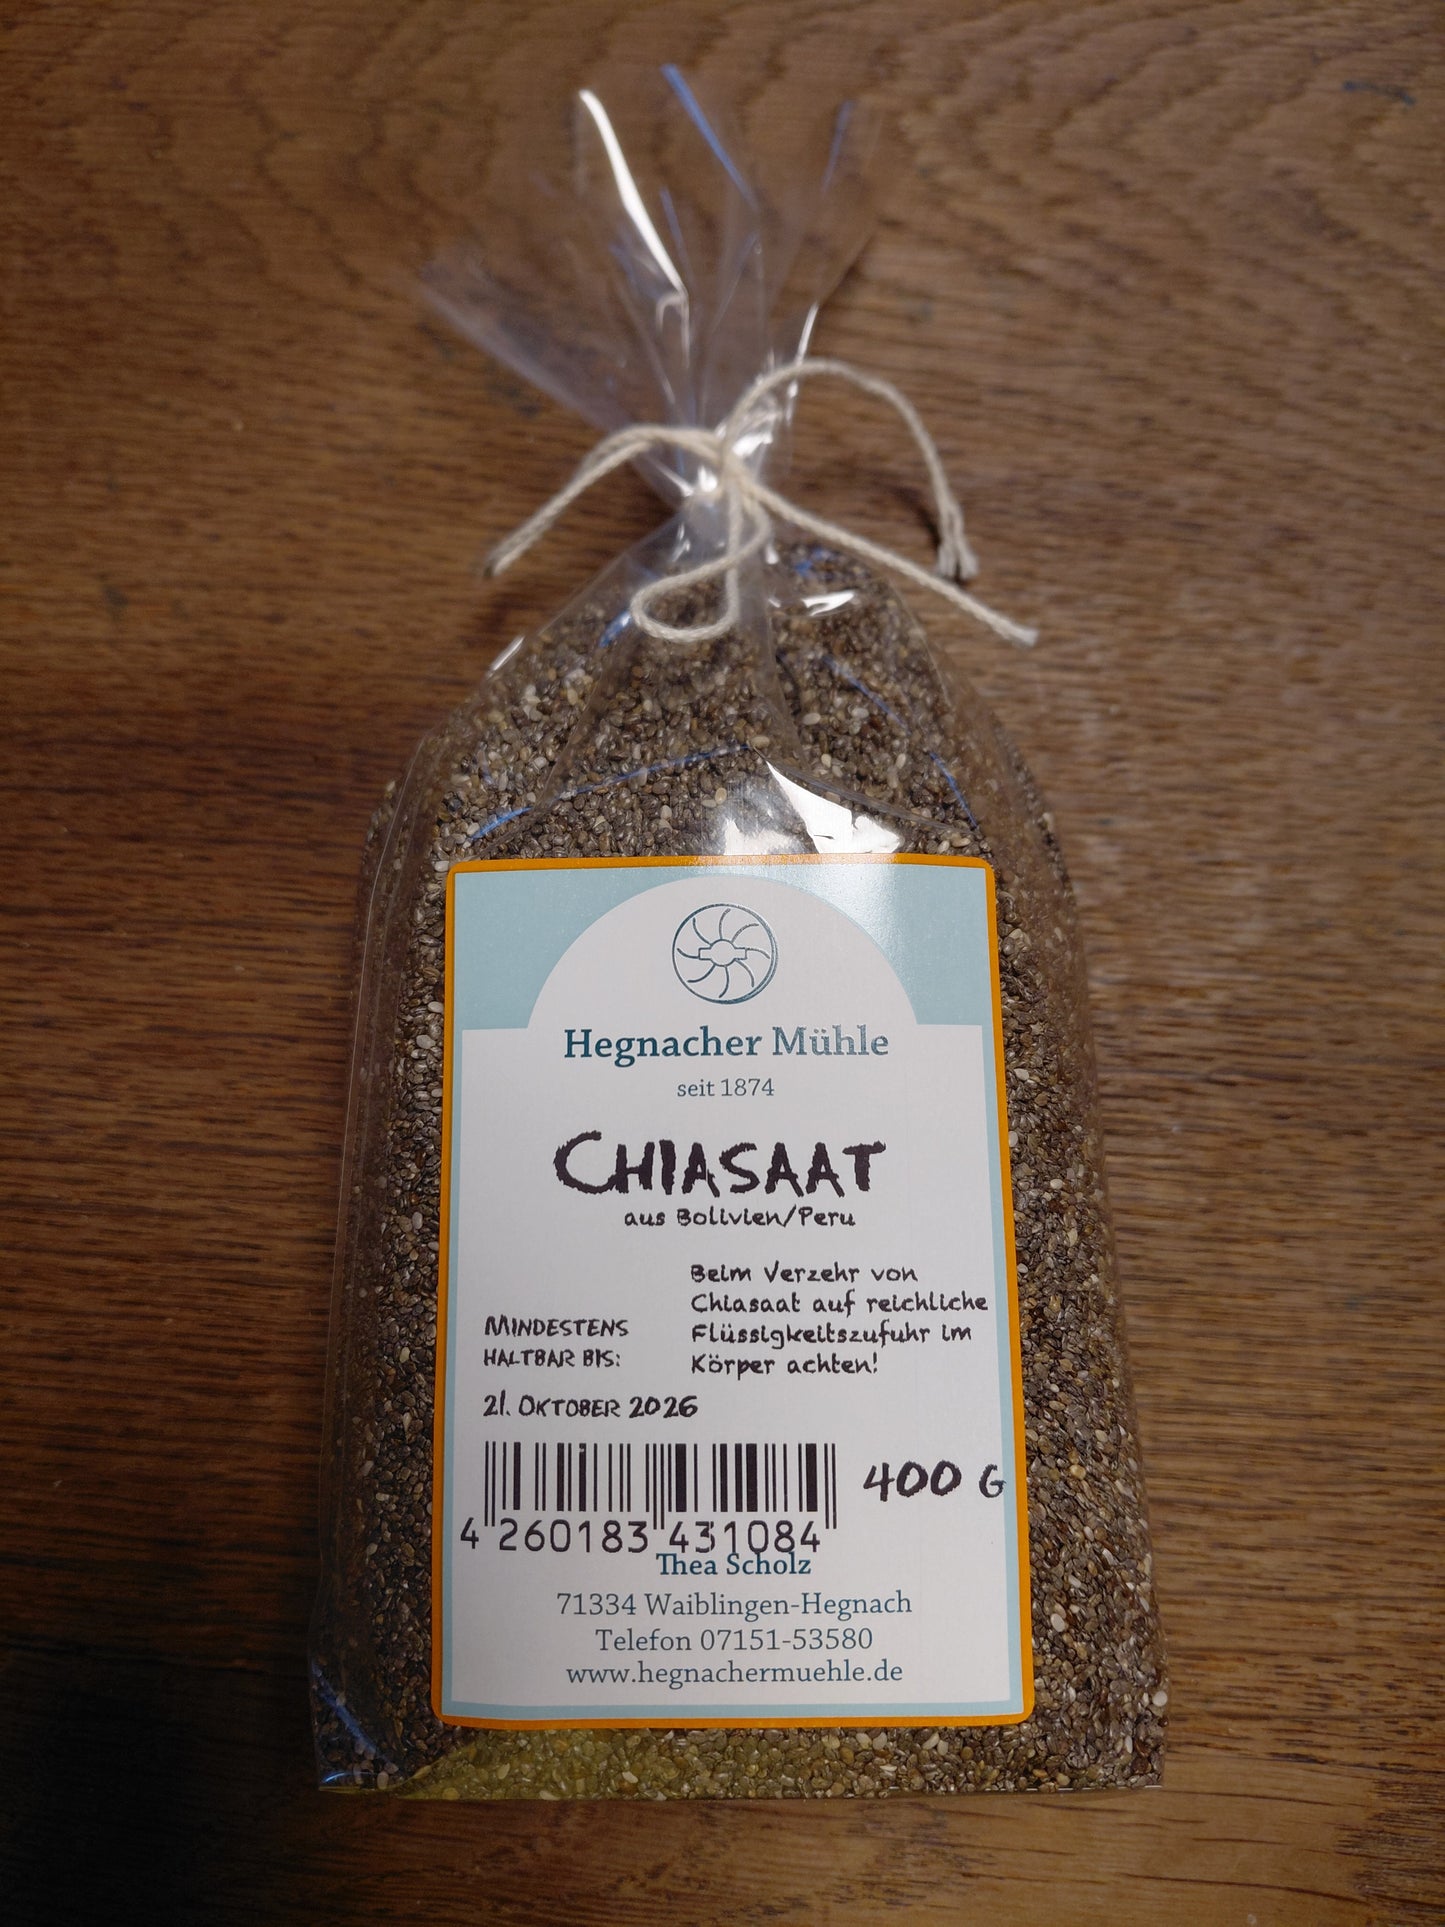 Hegnacher Mühle
seit 1874
CHIASAAT
aus Bolivien/Peru
Beim Verzehr von
Chiasaat auf reichliche
Flüssigkeitszufuhr im
Körper achten!
MINDESTENS
HALTBAR BIS:
21. OKTOBER 2026
400 G
4 260183 431084
Thea Scholz
71334 Waiblingen-Hegnach
Telefon 07151-53580
www.hegnachermuehle.de